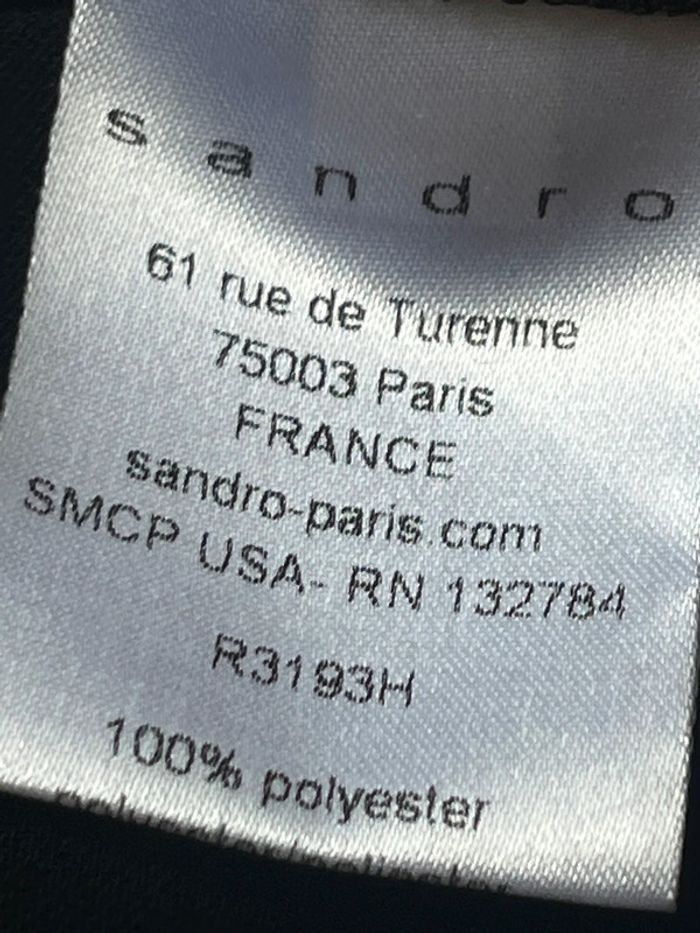 sandro
61 rue de Turenne
75003 Paris
FRANCE
sandro-paris.com
SMCP USA- RN 132784
R3193H
100% polyester